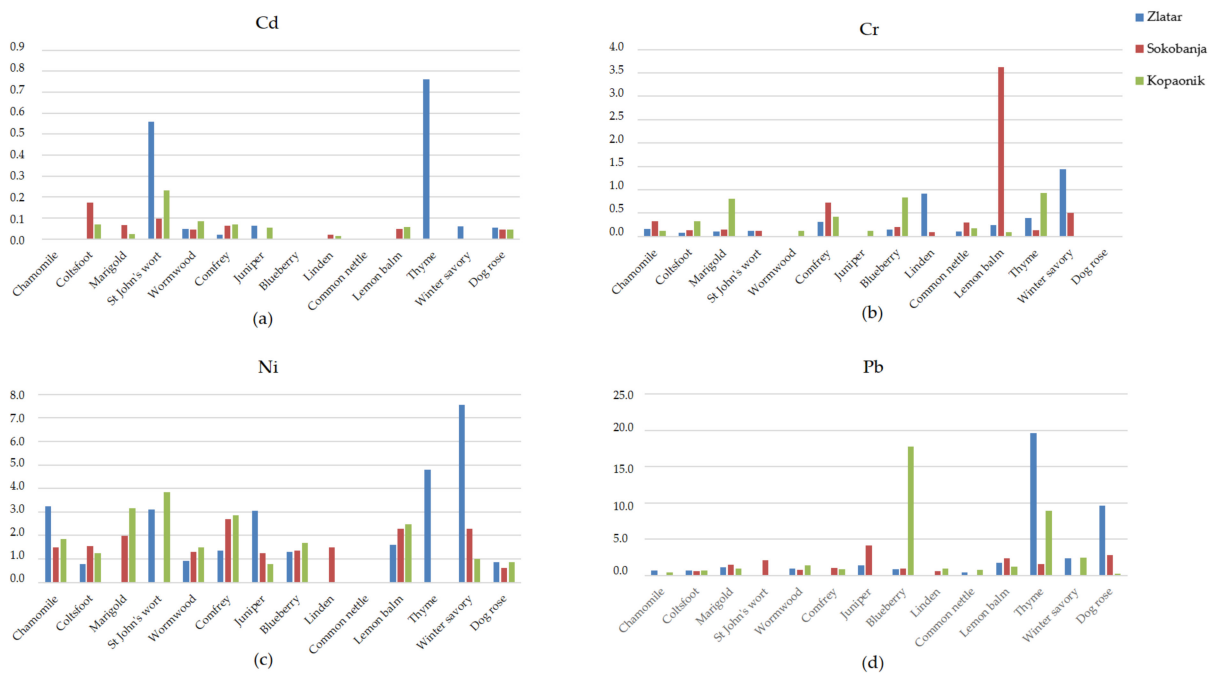 Cd
0.9
0.8
0.7
0.6
0.5
0.4
0.3
0.2
0.1
0.0
Chamomile
Coltsfoot
Marigold
St John's wort
Wormwood
Comfrey
Juniper
Blueberry
Linden
Common nettle
Lemon balm
Thyme
Winter savory
Dog rose
(a)
Cr
4.0
3.5
3.0
2.5
2.0
1.5
1.0
0.5
0.0
Chamomile
Coltsfoot
Marigold
St John's wort
Wormwood
Comfrey
Juniper
Blueberry
Linden
Common nettle
Lemon balm
Thyme
Winter savory
Dog rose
(b)
Zlatar
Sokobanja
Kopaonik
Ni
8.0
7.0
6.0
5.0
4.0
3.0
2.0
1.0
0.0
Chamomile
Coltsfoot
Marigold
St John's wort
Wormwood
Comfrey
Juniper
Blueberry
Linden
Common nettle
Lemon balm
Thyme
Winter savory
Dog rose
(c)
Pb
25.0
20.0
15.0
10.0
5.0
0.0
Chamomile
Coltsfoot
Marigold
St John's wort
Wormwood
Comfrey
Juniper
Blueberry
Linden
Common nettle
Lemon balm
Thyme
Winter savory
Dog rose
(d)